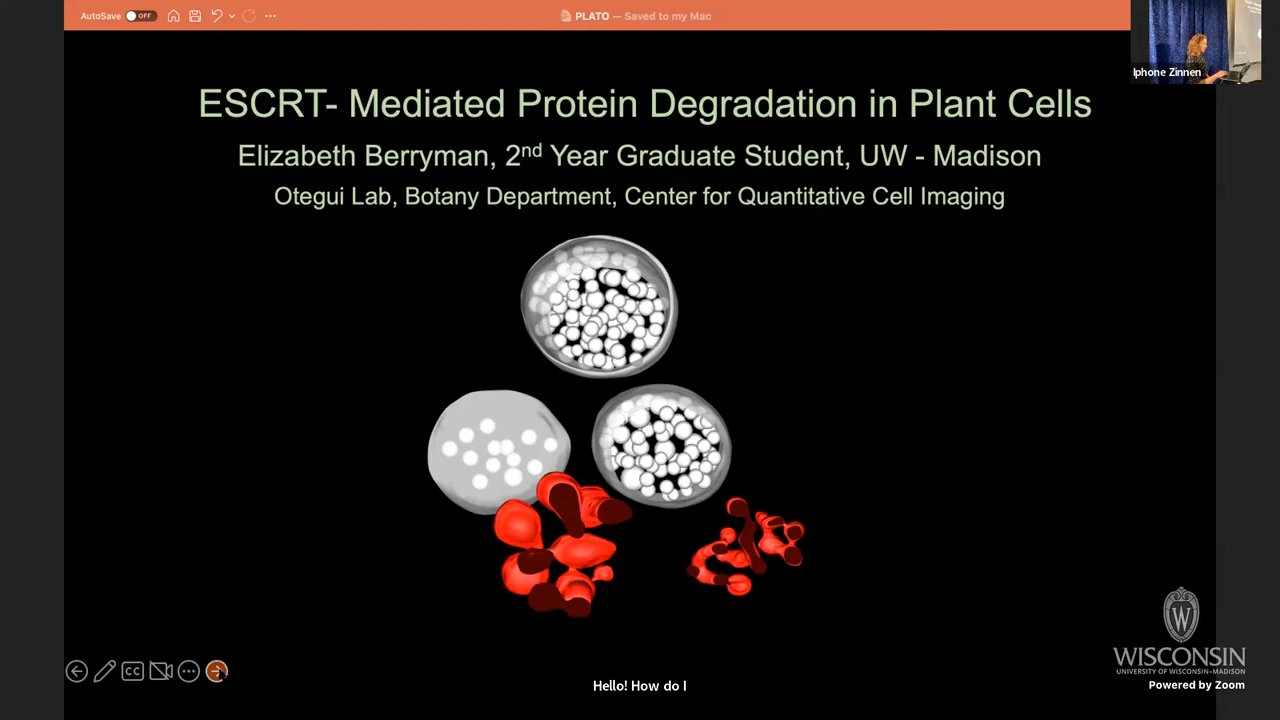 AutoSave OFF
PLATO — Saved to my Mac
Iphone Zinnen
ESCRT- Mediated Protein Degradation in Plant Cells
Elizabeth Berryman, 2nd Year Graduate Student, UW - Madison
Otegui Lab, Botany Department, Center for Quantitative Cell Imaging
W
WISCONSIN
UNIVERSITY OF WISCONSIN–MADISON
CC
Hello! How do I
Powered by Zoom